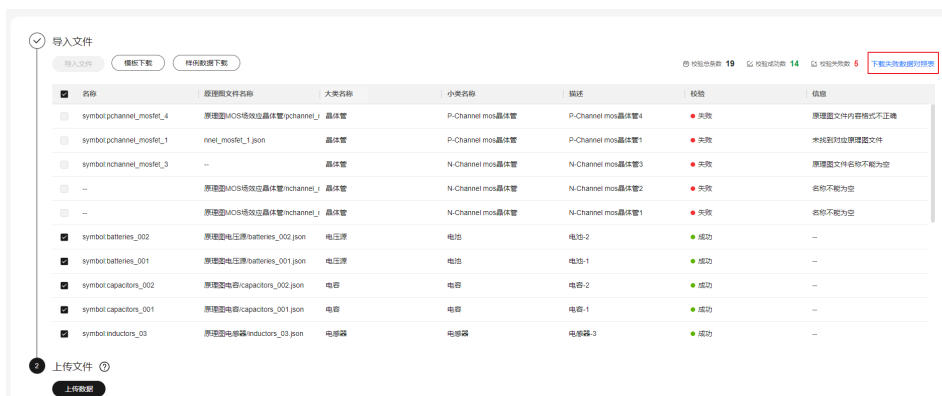 导入文件
导入文件 模板下载 样例数据下载 校验总条数 19 校验成功数 14 校验失败数 5 下载失败数据对照表
名称 原理图文件名称 大类名称 小类名称 描述 校验 信息
symbol:pchannel_mosfet_4 原理图MOS场效应晶体管/pchannel_r 晶体管 P-Channel mos晶体管 P-Channel mos晶体管4 失败 原理图文件内容格式不正确
symbol:pchannel_mosfet_1 nnel_mosfet_1.json 晶体管 P-Channel mos晶体管 P-Channel mos晶体管1 失败 未找到对应原理图文件
symbol:nchannel_mosfet_3 -- 晶体管 N-Channel mos晶体管 N-Channel mos晶体管3 失败 原理图文件名称不能为空
-- 原理图MOS场效应晶体管/nchannel_r 晶体管 N-Channel mos晶体管 N-Channel mos晶体管2 失败 名称不能为空
-- 原理图MOS场效应晶体管/nchannel_r 晶体管 N-Channel mos晶体管 N-Channel mos晶体管1 失败 名称不能为空
symbol:batteries_002 原理图电压源/batteries_002.json 电压源 电池 电池-2 成功 --
symbol:batteries_001 原理图电压源/batteries_001.json 电压源 电池 电池-1 成功 --
symbol:capacitors_002 原理图电容/capacitors_002.json 电容 电容 电容-2 成功 --
symbol:capacitors_001 原理图电容/capacitors_001.json 电容 电容 电容-1 成功 --
symbol:inductors_03 原理图电感器/inductors_03.json 电感器 电感器 电感器-3 成功 --
2 上传文件 ?
上传数据